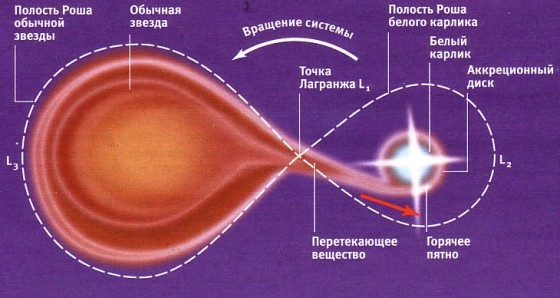 Полость Роша
обычной
звезды
Обычная
звезда
Вращение системы
Полость Роша
белого карлика
Белый
карлик
Аккреционный
диск
Точка
Лагранжа L₁
L₃
L₂
Перетекающее
вещество
Горячее
пятно